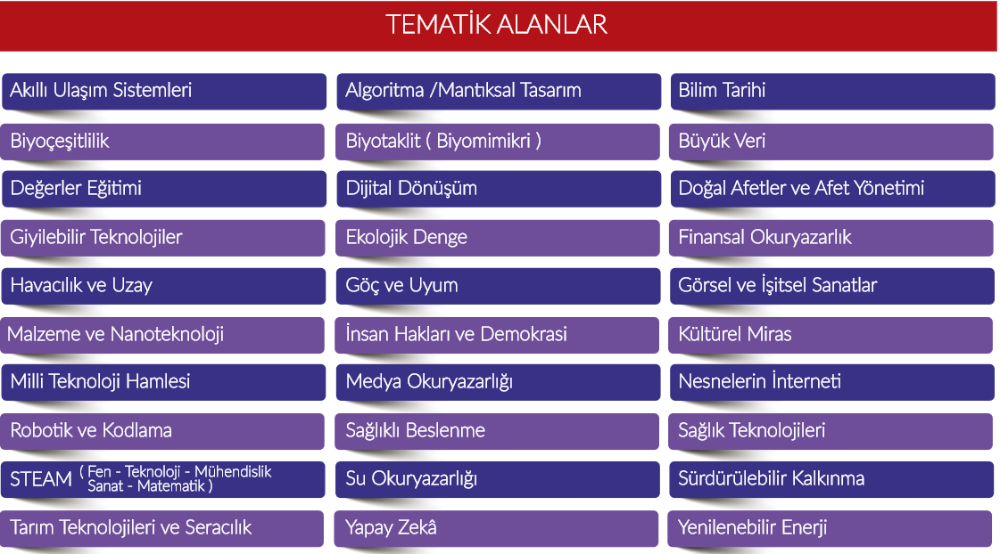 TEMATİK ALANLAR
Akıllı Ulaşım Sistemleri
Algoritma /Mantıksal Tasarım
Bilim Tarihi
Biyoçeşitlilik
Biyotaklit ( Biyomimikri )
Büyük Veri
Değerler Eğitimi
Dijital Dönüşüm
Doğal Afetler ve Afet Yönetimi
Giyilebilir Teknolojiler
Ekolojik Denge
Finansal Okuryazarlık
Havacılık ve Uzay
Göç ve Uyum
Görsel ve İşitsel Sanatlar
Malzeme ve Nanoteknoloji
İnsan Hakları ve Demokrasi
Kültürel Miras
Milli Teknoloji Hamlesi
Medya Okuryazarlığı
Nesnelerin İnterneti
Robotik ve Kodlama
Sağlıklı Beslenme
Sağlık Teknolojileri
STEAM ( Fen - Teknoloji - Mühendislik
Sanat - Matematik )
Su Okuryazarlığı
Sürdürülebilir Kalkınma
Tarım Teknolojileri ve Seracılık
Yapay Zekâ
Yenilenebilir Enerji